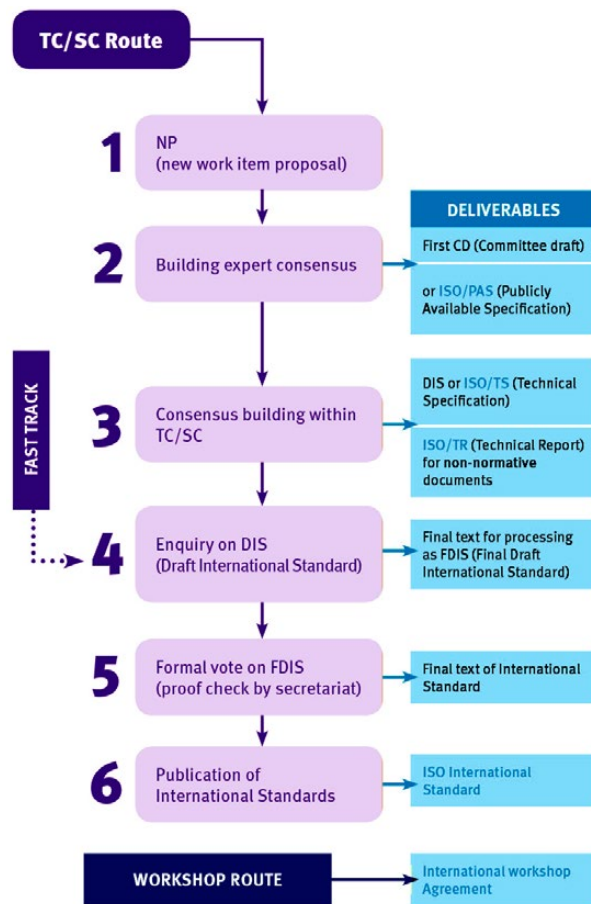 TC/SC Route
1
NP
(new work item proposal)
DELIVERABLES
2
Building expert consensus
First CD (Committee draft)
or ISO/PAS (Publicly
Available Specification)
FAST TRACK
3
Consensus building within
TC/SC
DIS or ISO/TS (Technical
Specification)
ISO/TR (Technical Report)
for non-normative
documents
4
Enquiry on DIS
(Draft International Standard)
Final text for processing
as FDIS (Final Draft
International Standard)
5
Formal vote on FDIS
(proof check by secretariat)
Final text of International
Standard
6
Publication of
International Standards
ISO International
Standard
WORKSHOP ROUTE
International workshop
Agreement